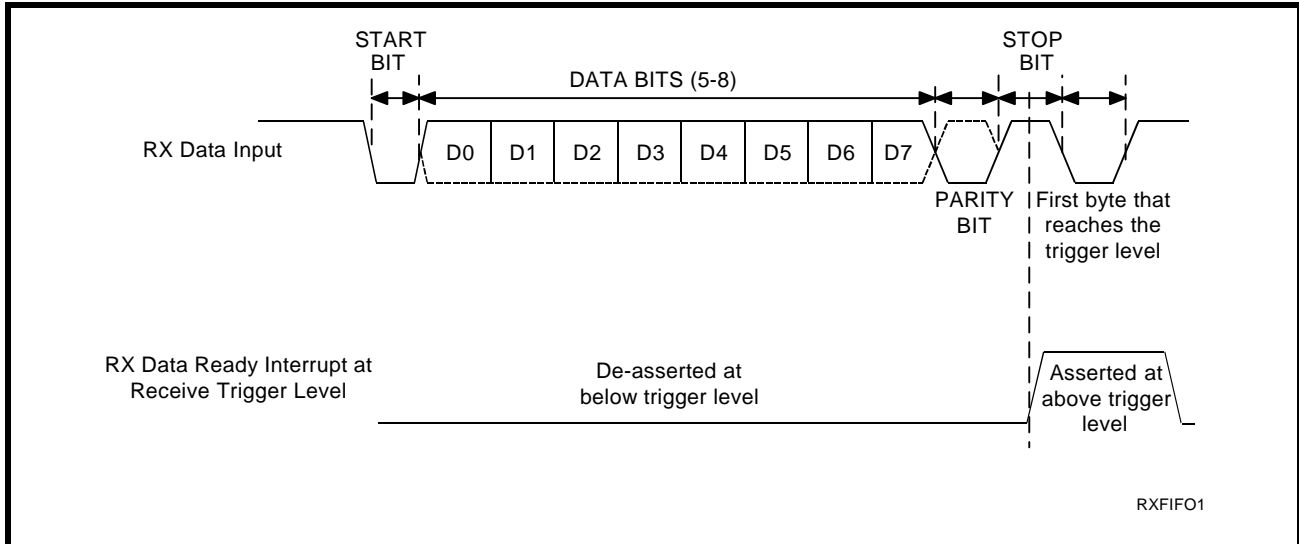 START
BIT
STOP
BIT
DATA BITS (5-8)
RX Data Input
D0 D1 D2 D3 D4 D5 D6 D7
PARITY
BIT
First byte that
reaches the
trigger level
RX Data Ready Interrupt at
Receive Trigger Level
De-asserted at
below trigger level
Asserted at
above trigger
level
RXFIFO1